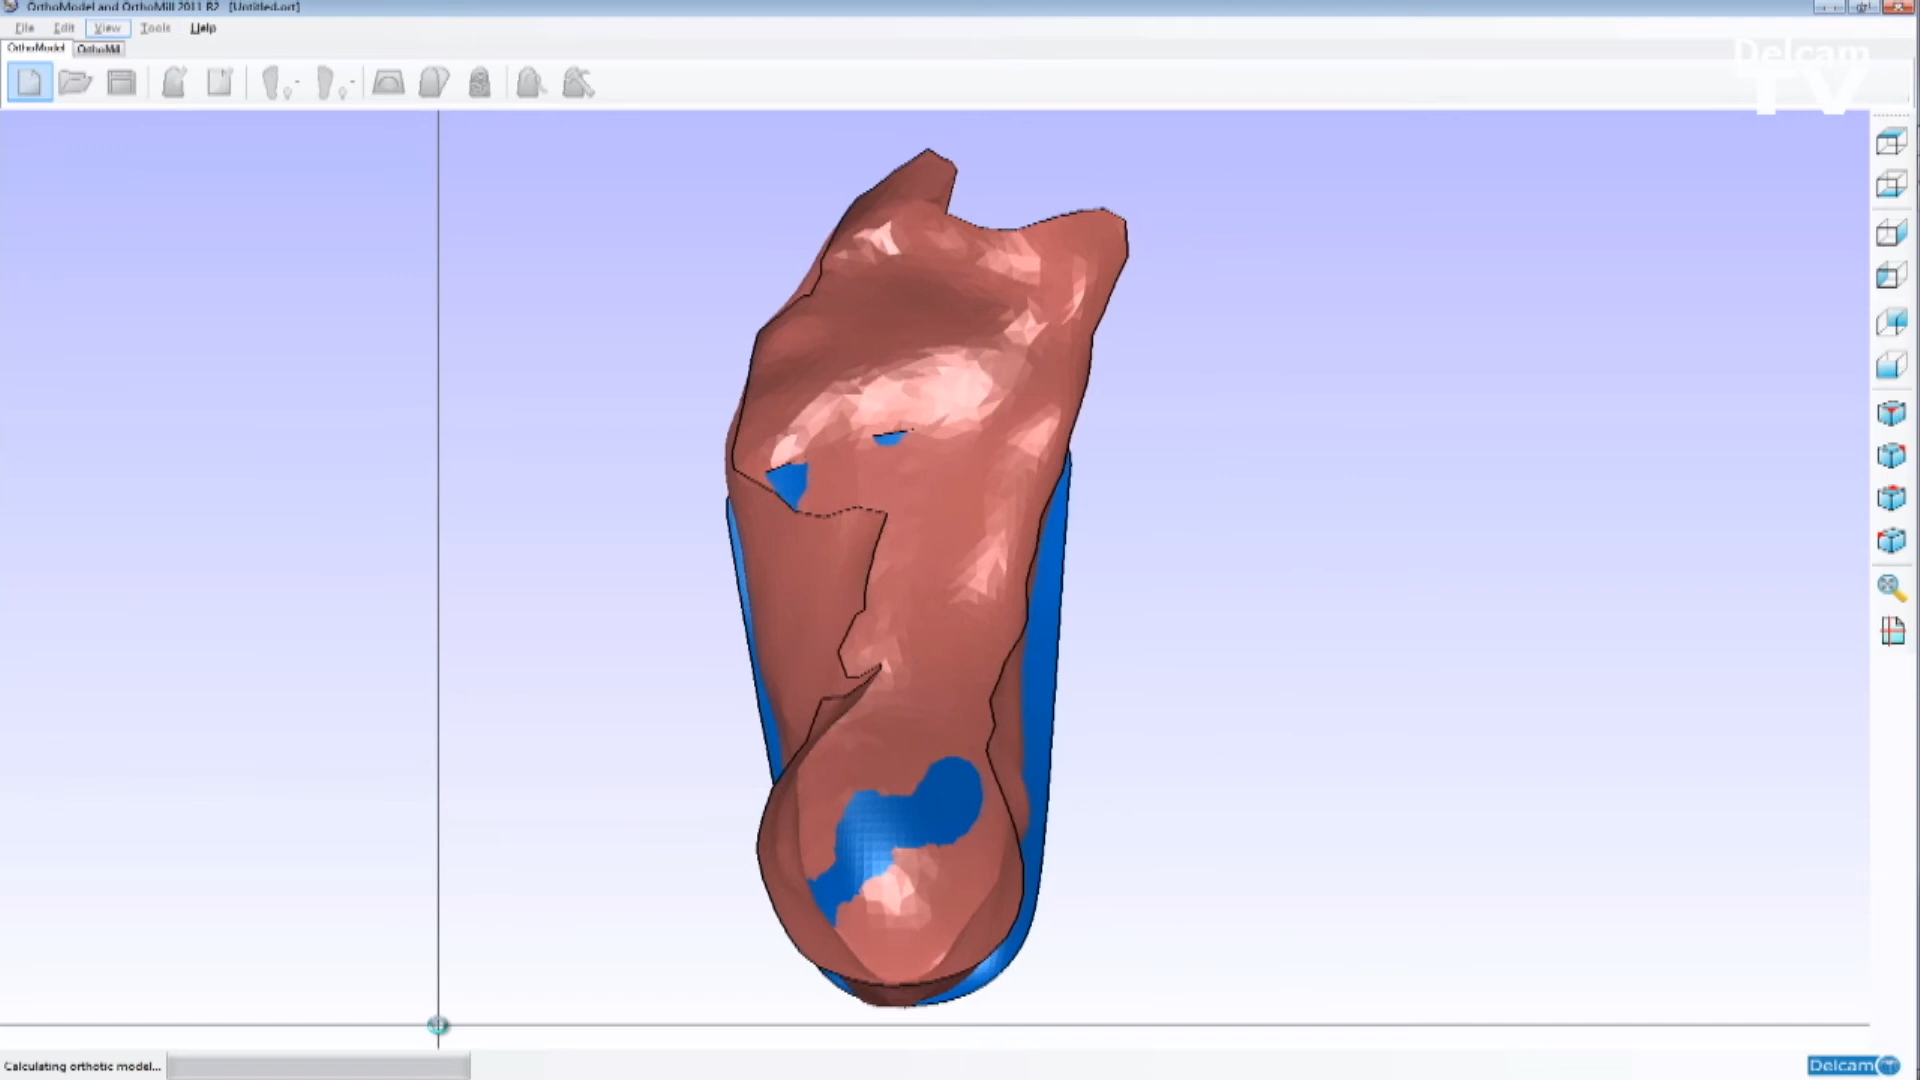 OrthoModel and OrthoMill 2011 R2 [Untitled.ort]
File Edit View Tools Help
OrthoModel OrthoMill
Delcam
TV
Calculating orthotic model...
Delcam